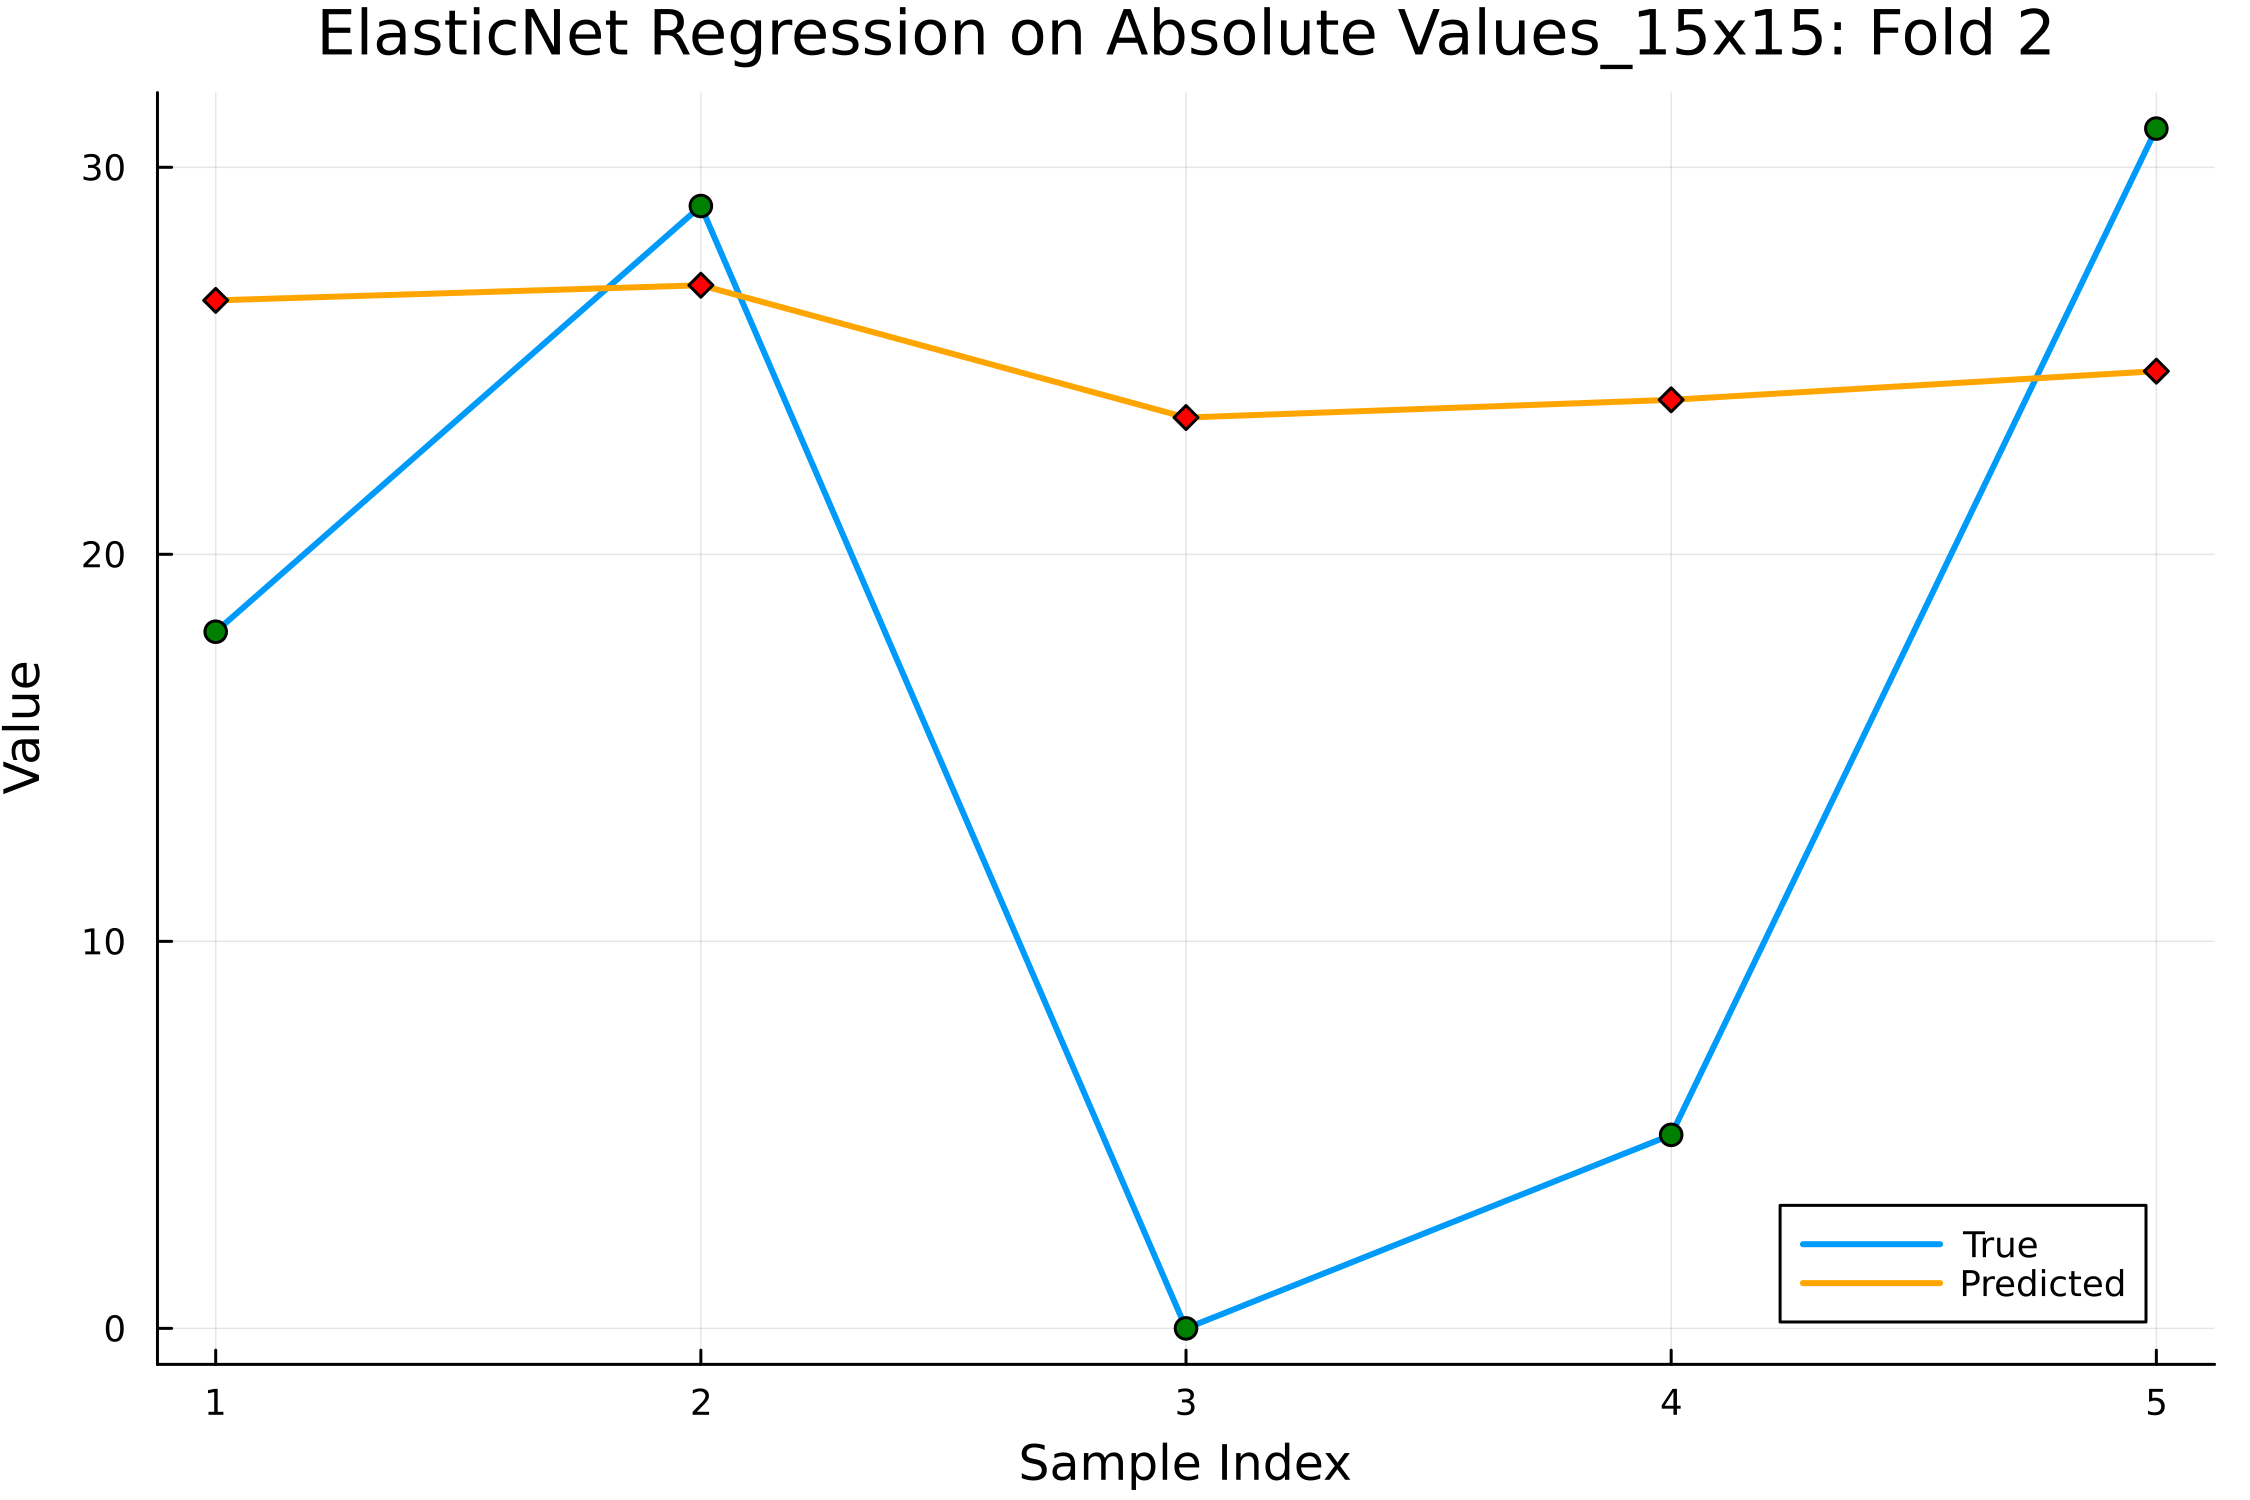 ElasticNet Regression on Absolute Values_15x15: Fold 2
30
20
10
0
Value
1 2 3 4 5
Sample Index
True
Predicted